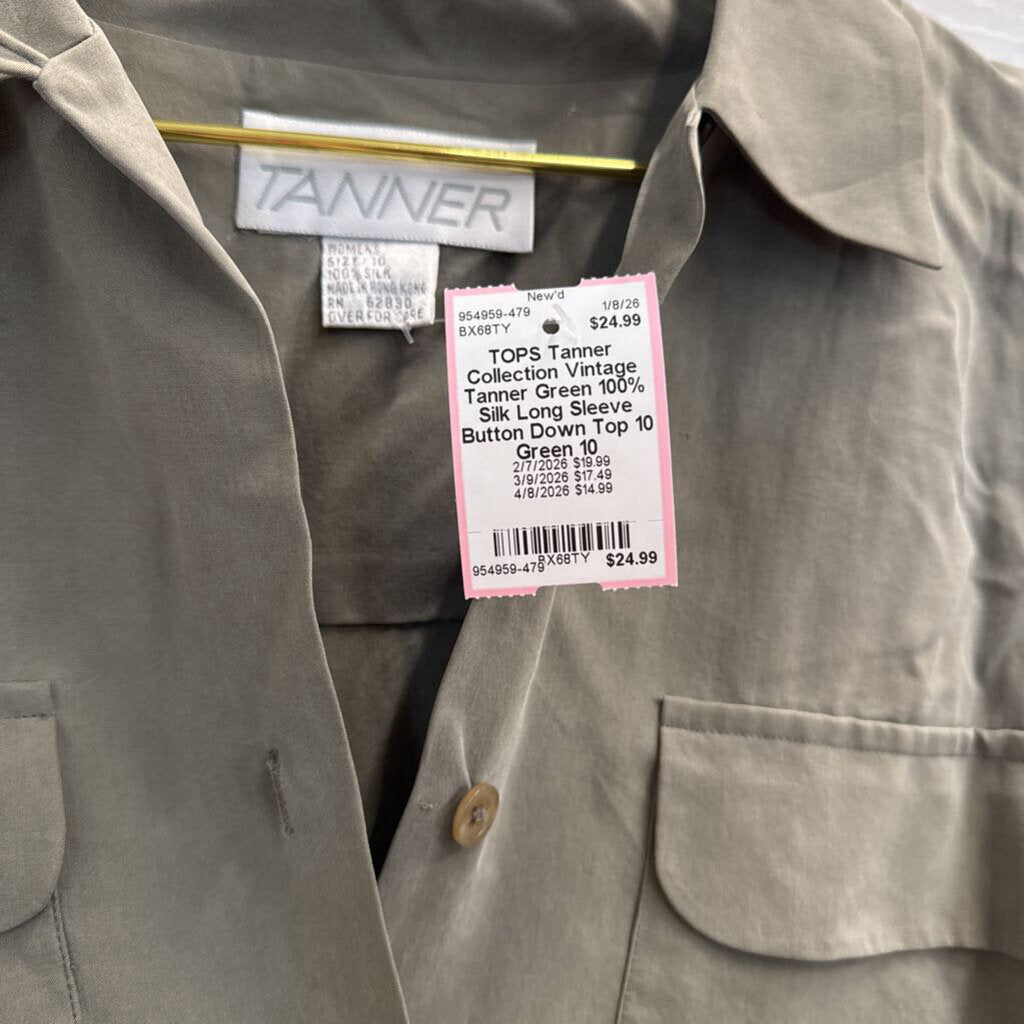 TANNER
WOMENS
SIZE: 10
100% SILK
MADE IN HONG KONG
RN 62830
OVER FOR CARE
New'd
954959-479 1/8/26
BX68TY $24.99
TOPS Tanner
Collection Vintage
Tanner Green 100%
Silk Long Sleeve
Button Down Top 10
Green 10
2/7/2026 $19.99
3/9/2026 $17.49
4/8/2026 $14.99
BX68TY
954959-479 $24.99